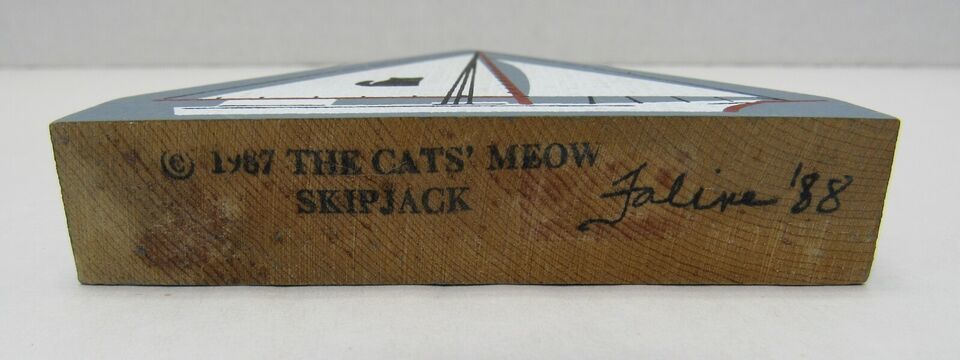 © 1987 THE CATS' MEOW
SKIPJACK
Faline '88